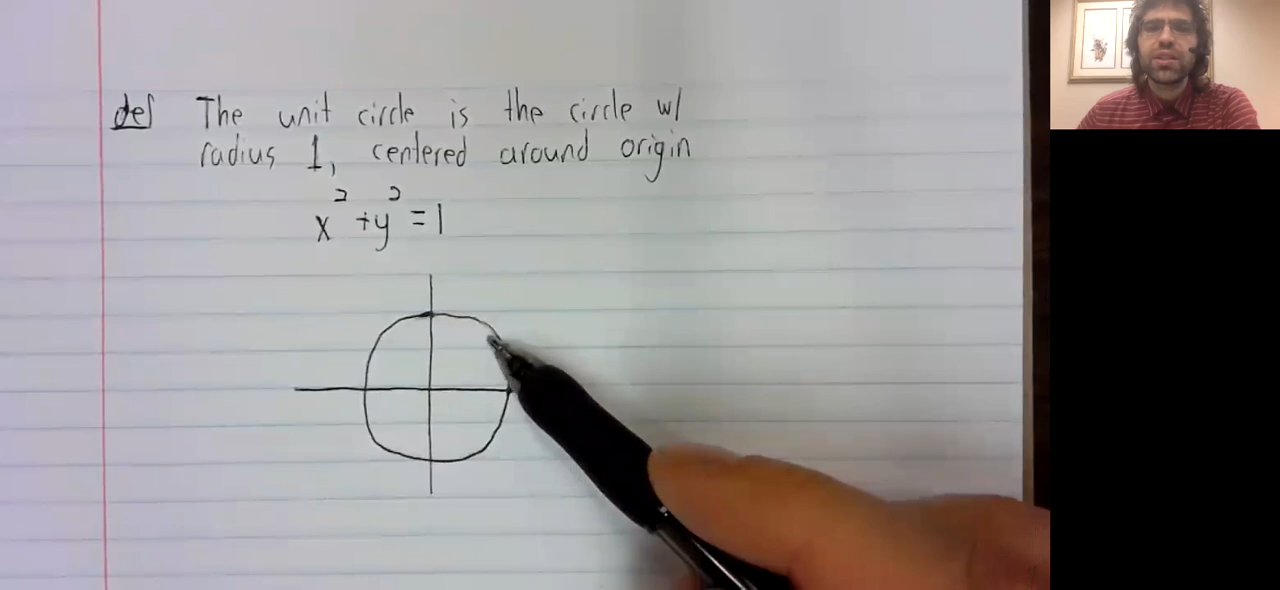 def The unit circle is the circle w/
radius 1, centered around origin
x² + y² = 1